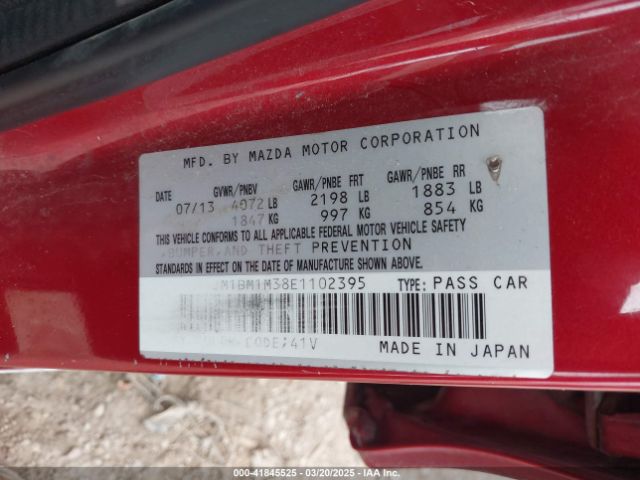 MFD. BY MAZDA MOTOR CORPORATION
DATE GVWR/PNBV GAWR/PNBE FRT GAWR/PNBE RR
07/13 4072 LB 2198 LB 1883 LB
1847 KG 997 KG 854 KG
THIS VEHICLE CONFORMS TO ALL APPLICABLE FEDERAL MOTOR VEHICLE SAFETY
,BUMPER,AND THEFT PREVENTION
STANDARDS IN EFFECT ON THE DATE OF MANUFACTURE SHOWN ABOVE.
JM1BM1M38E1102395 TYPE: PASS CAR
CODE:41V MADE IN JAPAN
000-41845525 - 03/20/2025 - IAA, Inc.